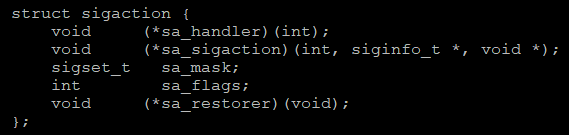 struct sigaction {
    void     (*sa_handler)(int);
    void     (*sa_sigaction)(int, siginfo_t *, void *);
    sigset_t   sa_mask;
    int        sa_flags;
    void     (*sa_restorer)(void);
};